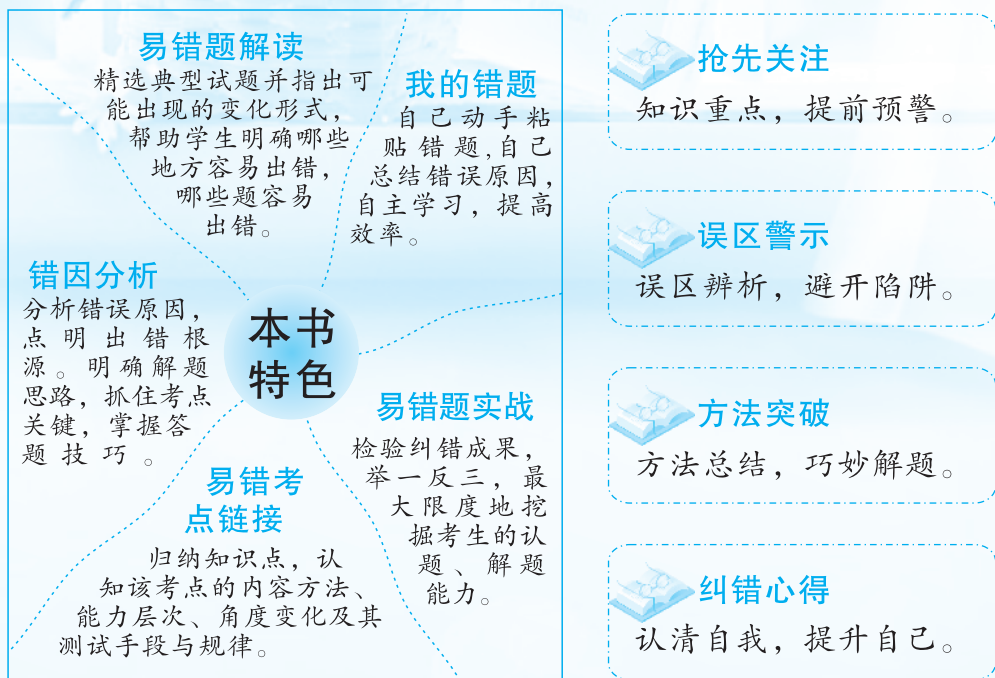 易错题解读
精选典型试题并指出可
能出现的变化形式，
帮助学生明确哪些
地方容易出错，
哪些题容易
出错。
我的错题
自己动手粘
贴错题,自己
总结错误原因，
自主学习，提高
效率。
错因分析
分析错误原因，
点明出错根
源。明确解题
思路，抓住考点
关键，掌握答
题技巧。
本书
特色
易错题实战
检验纠错成果，
举一反三，最
大限度地挖
掘考生的认
题、解题
能力。
易错考
点链接
归纳知识点，认
知该考点的内容方法、
能力层次、角度变化及其
测试手段与规律。
抢先关注
知识重点，提前预警。
误区警示
误区辨析，避开陷阱。
方法突破
方法总结，巧妙解题。
纠错心得
认清自我，提升自己。